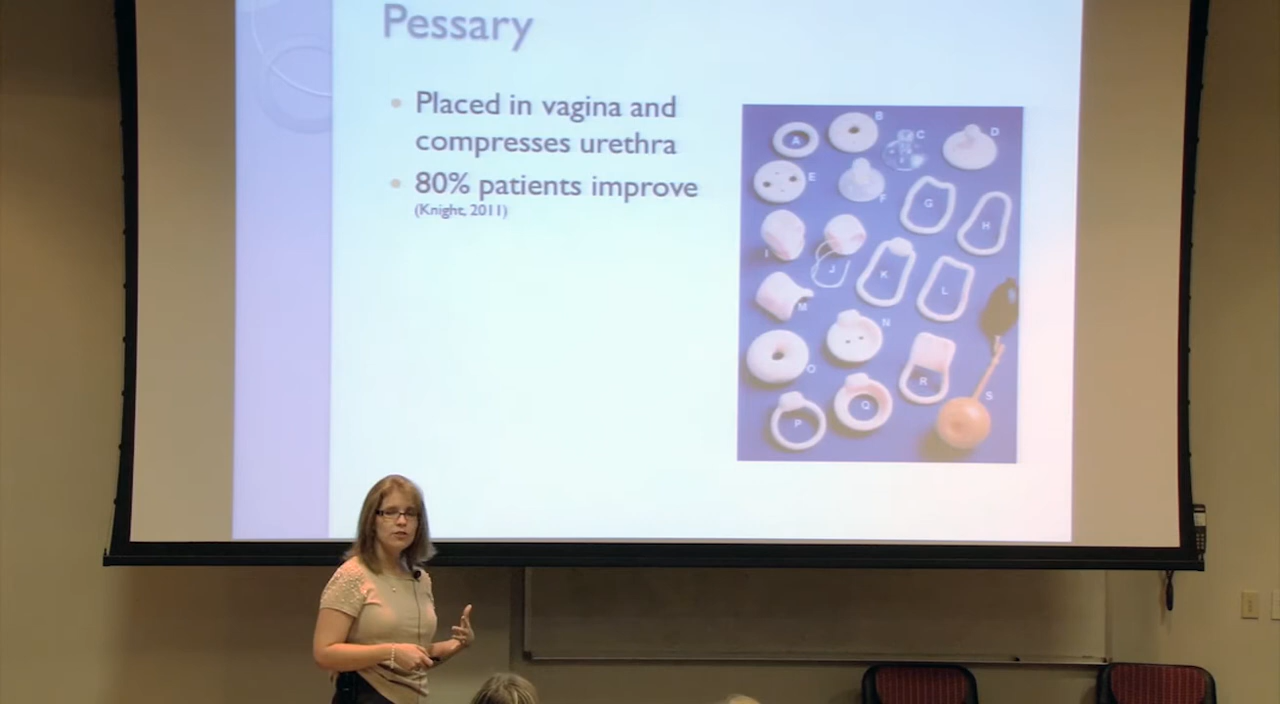 Pessary
Placed in vagina and
compresses urethra
80% patients improve
(Knight, 2011)
A
B
C
D
E
F
G
H
I
J
K
L
M
N
O
P
Q
R
S